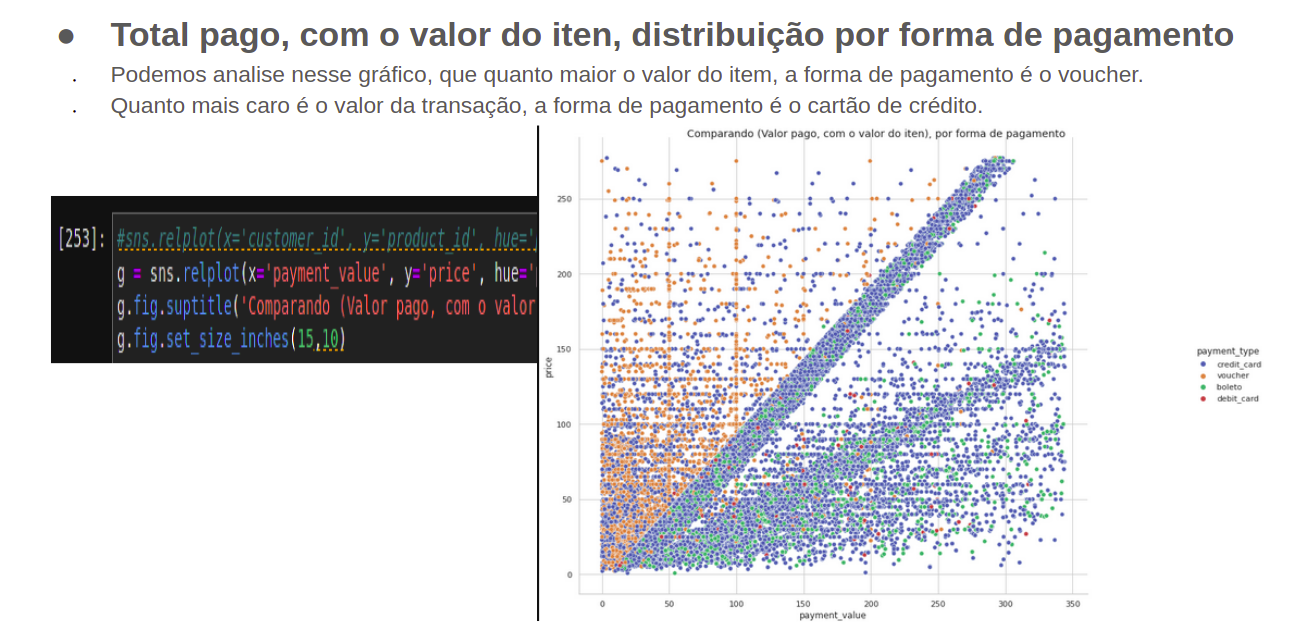 ● Total pago, com o valor do iten, distribuição por forma de pagamento
. Podemos analise nesse gráfico, que quanto maior o valor do item, a forma de pagamento é o voucher.
. Quanto mais caro é o valor da transação, a forma de pagamento é o cartão de crédito.
[253]: #sns.relplot(x='customer_id', y='product_id', hue='
g = sns.relplot(x='payment_value', y='price', hue='
g.fig.suptitle('Comparando (Valor pago, com o valor
g.fig.set_size_inches(15,10)
Comparando (Valor pago, com o valor do iten), por forma de pagamento
price
250
200
150
100
50
0
0 50 100 150 200 250 300 350
payment_value
payment_type
credit_card
voucher
boleto
debit_card